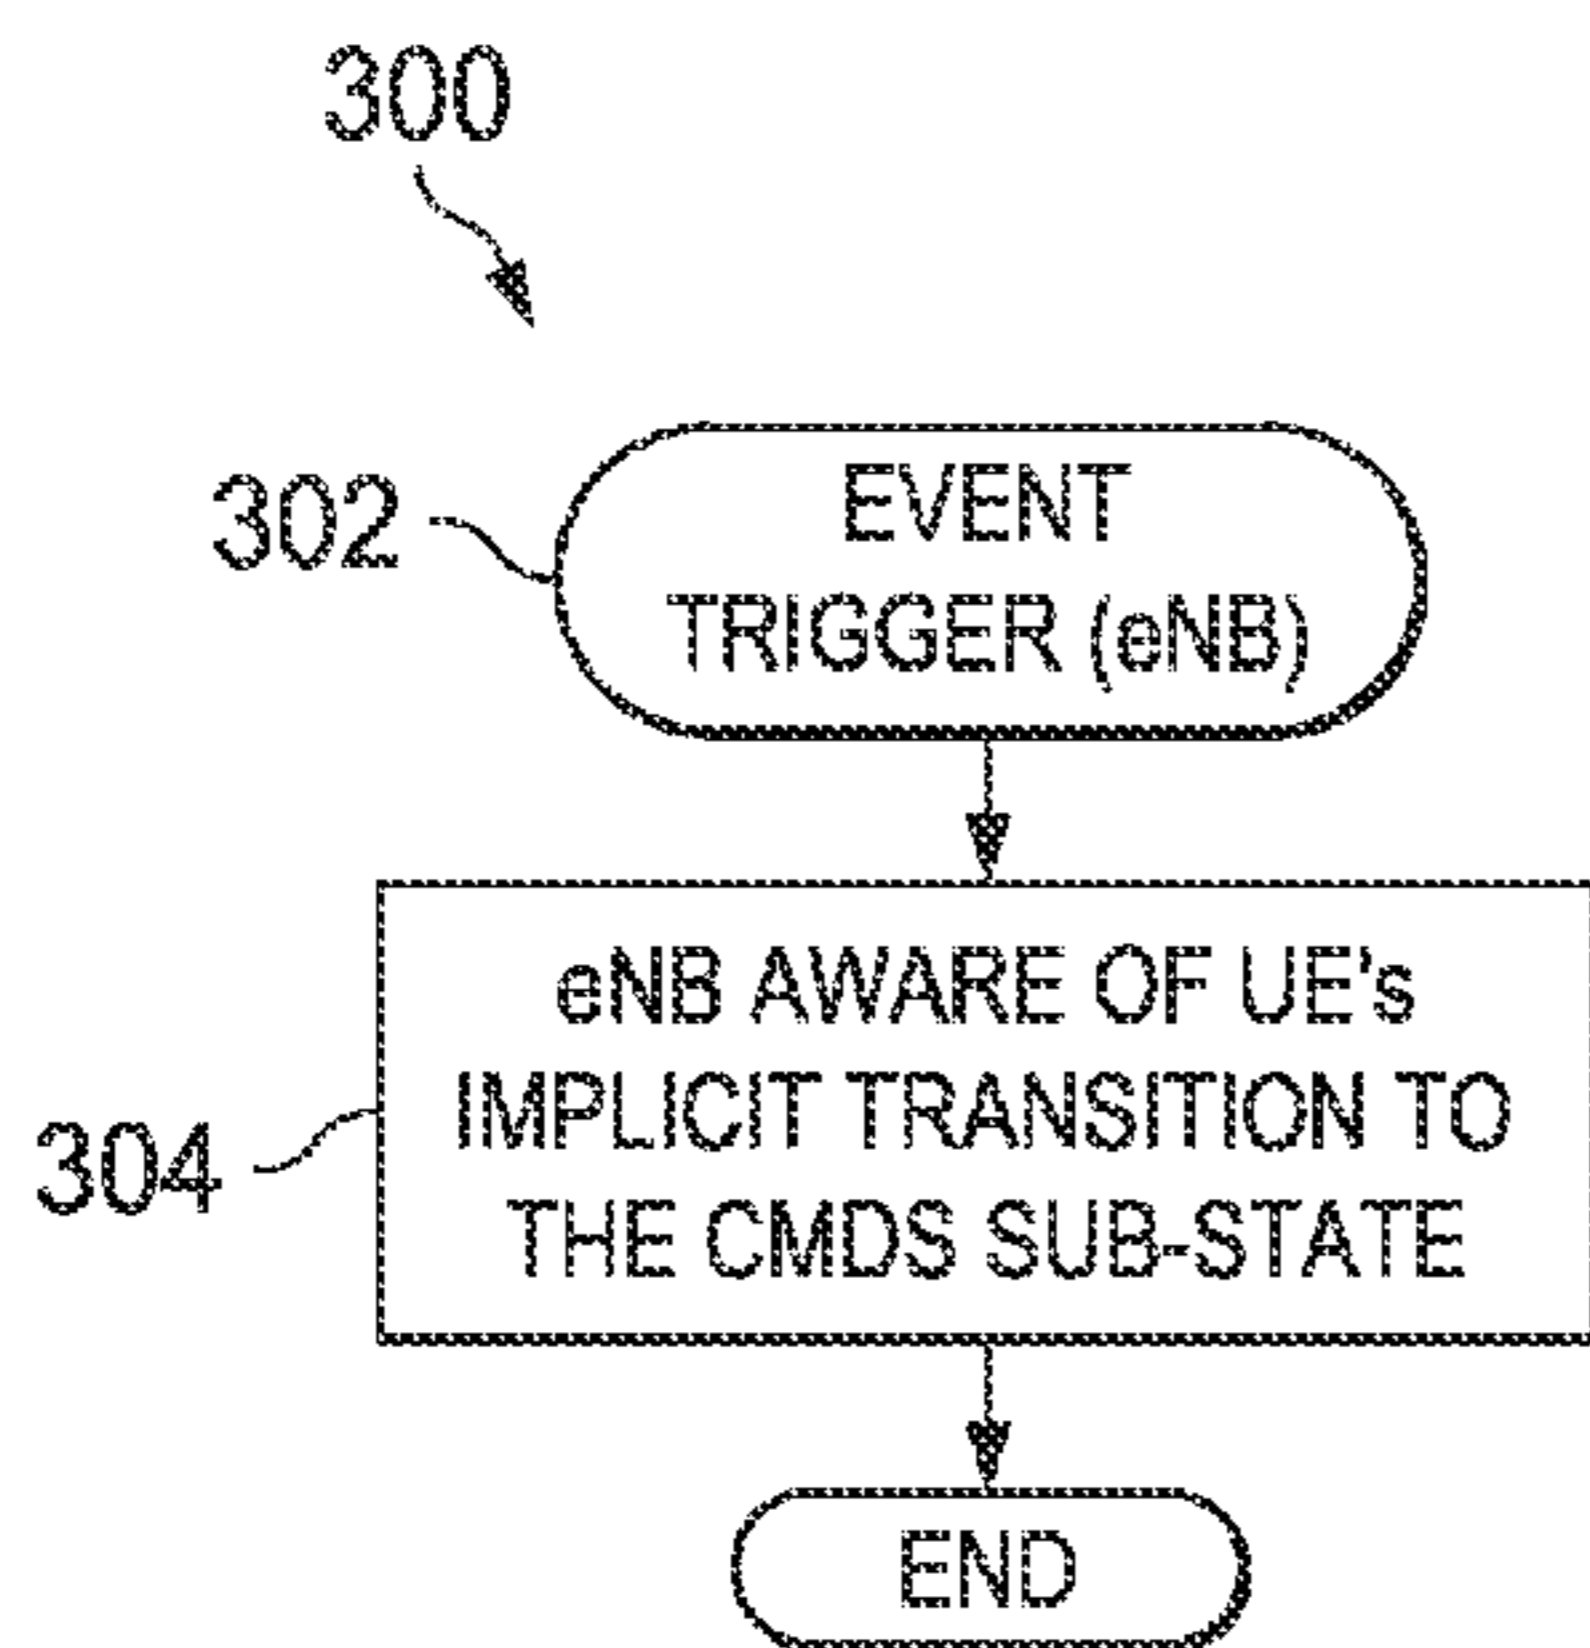 300
302
EVENT
TRIGGER (eNB)
304
eNB AWARE OF UE's
IMPLICIT TRANSITION TO
THE CMDS SUB-STATE
END